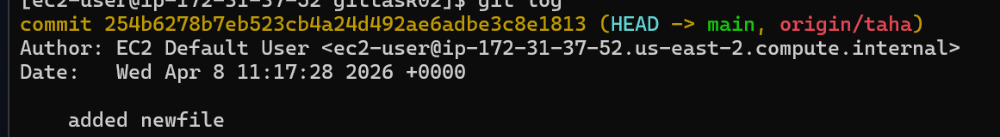 [ec2-user@ip-172-31-37-52 gittask02]$ git log
commit 254b6278b7eb523cb4a24d492ae6adbe3c8e1813 (HEAD -> main, origin/taha)
Author: EC2 Default User <ec2-user@ip-172-31-37-52.us-east-2.compute.internal>
Date:   Wed Apr 8 11:17:28 2026 +0000
    added newfile